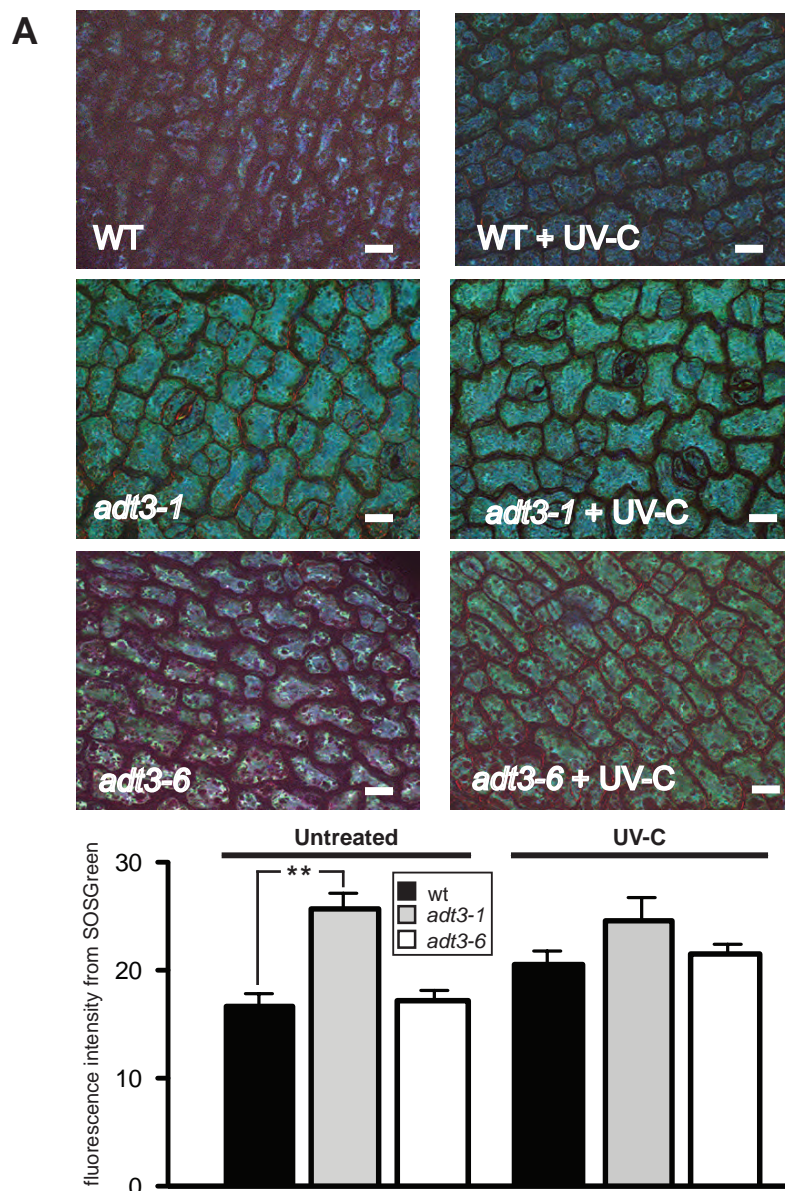 A
WT
WT + UV-C
adt3-1
adt3-1 + UV-C
adt3-6
adt3-6 + UV-C
Untreated
UV-C
30
20
10
0
fluorescence intensity from SOSGreen
**
wt
adt3-1
adt3-6